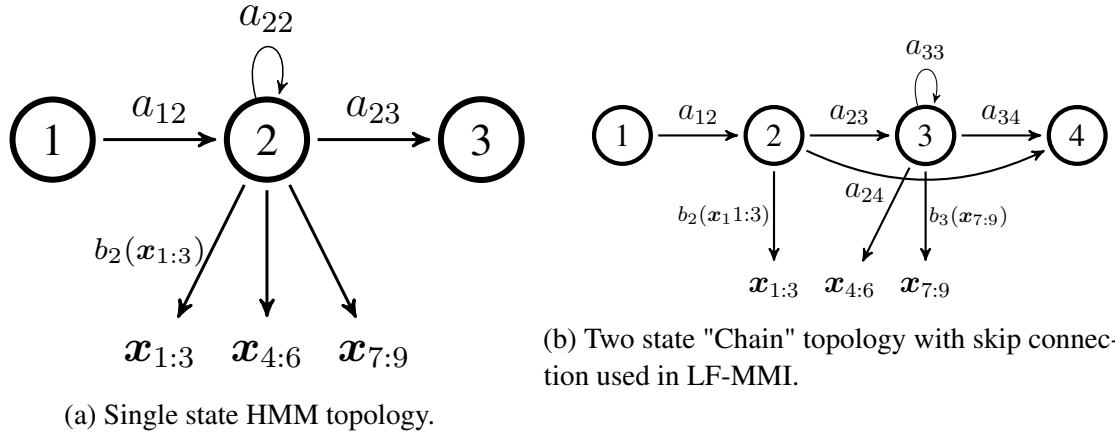 a22
a12
a23
1
2
3
b2(x1:3)
x1:3 x4:6 x7:9
(a) Single state HMM topology.
a33
a12
a23
a34
1
2
3
4
a24
b2(x11:3)
b3(x7:9)
x1:3 x4:6 x7:9
(b) Two state "Chain" topology with skip connec-
tion used in LF-MMI.